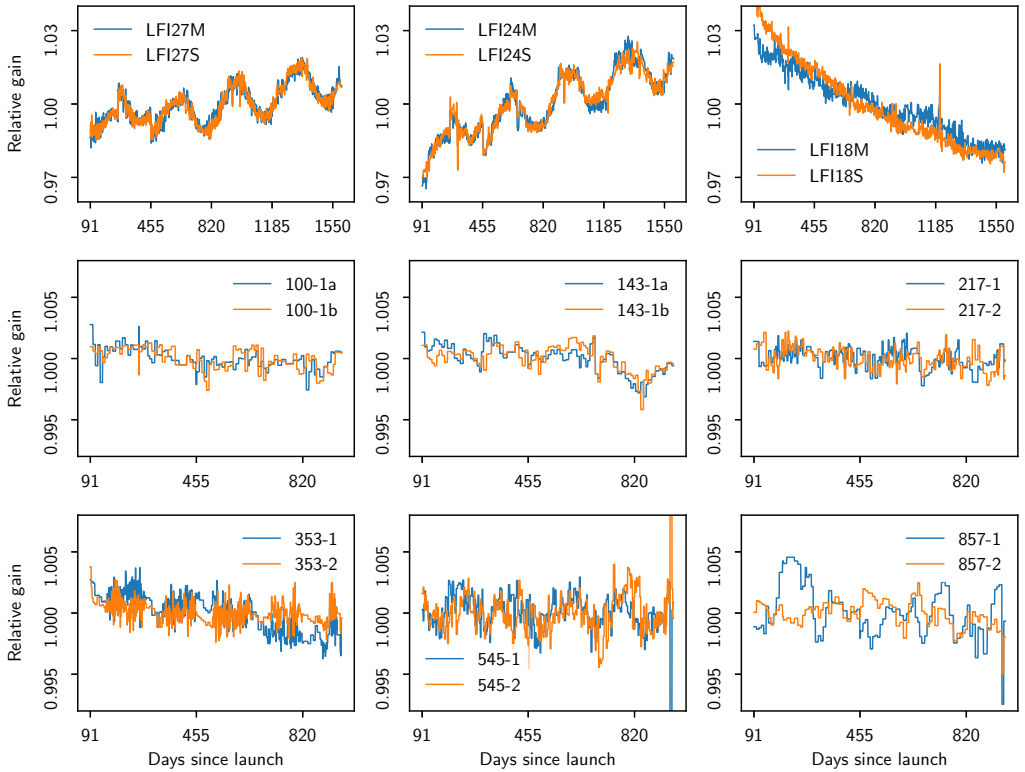 Relative gain
1.03
1.00
0.97
LFI27M
LFI27S
91 455 820 1185 1550
1.03
1.00
0.97
LFI24M
LFI24S
91 455 820 1185 1550
1.03
1.00
0.97
LFI18M
LFI18S
91 455 820 1185 1550
Relative gain
1.005
1.000
0.995
100-1a
100-1b
91 455 820
1.005
1.000
0.995
143-1a
143-1b
91 455 820
1.005
1.000
0.995
217-1
217-2
91 455 820
Relative gain
1.005
1.000
0.995
353-1
353-2
91 455 820
Days since launch
1.005
1.000
0.995
545-1
545-2
91 455 820
Days since launch
1.005
1.000
0.995
857-1
857-2
91 455 820
Days since launch